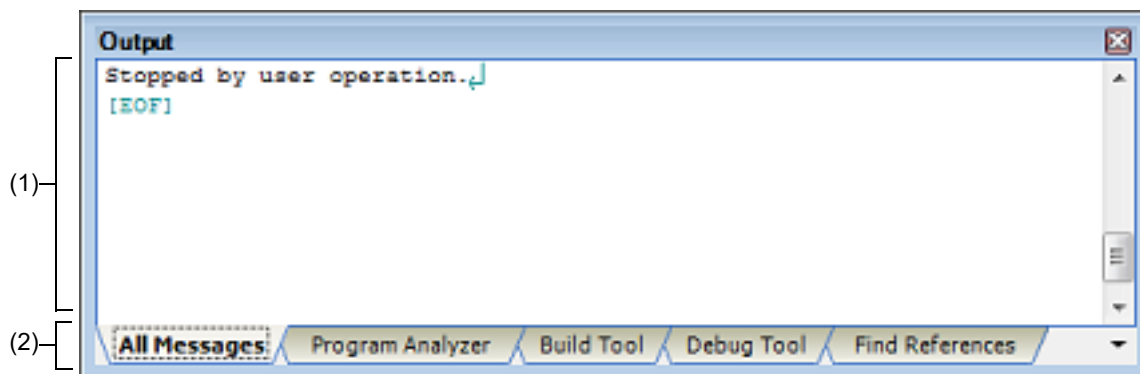 Output
Stopped by user operation.↲
[EOF]
(1)
(2)
All Messages Program Analyzer Build Tool Debug Tool Find References